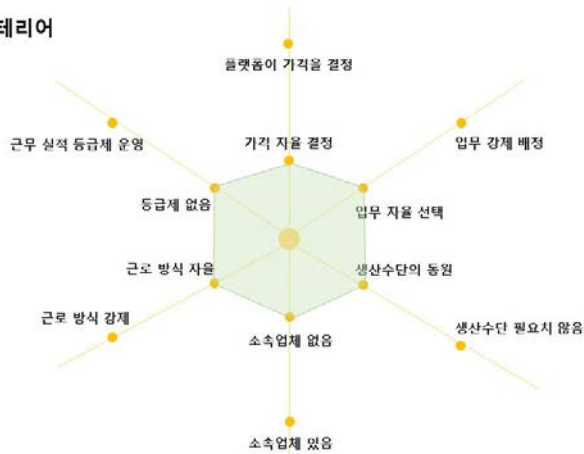 테리어
플랫폼이 가격을 결정
근무 실적 등급제 운영
가격 자율 결정
업무 강제 배정
등급제 없음
업무 자율 선택
근로 방식 자율
생산수단의 동원
근로 방식 강제
소속업체 없음
생산수단 필요치 않음
소속업체 있음